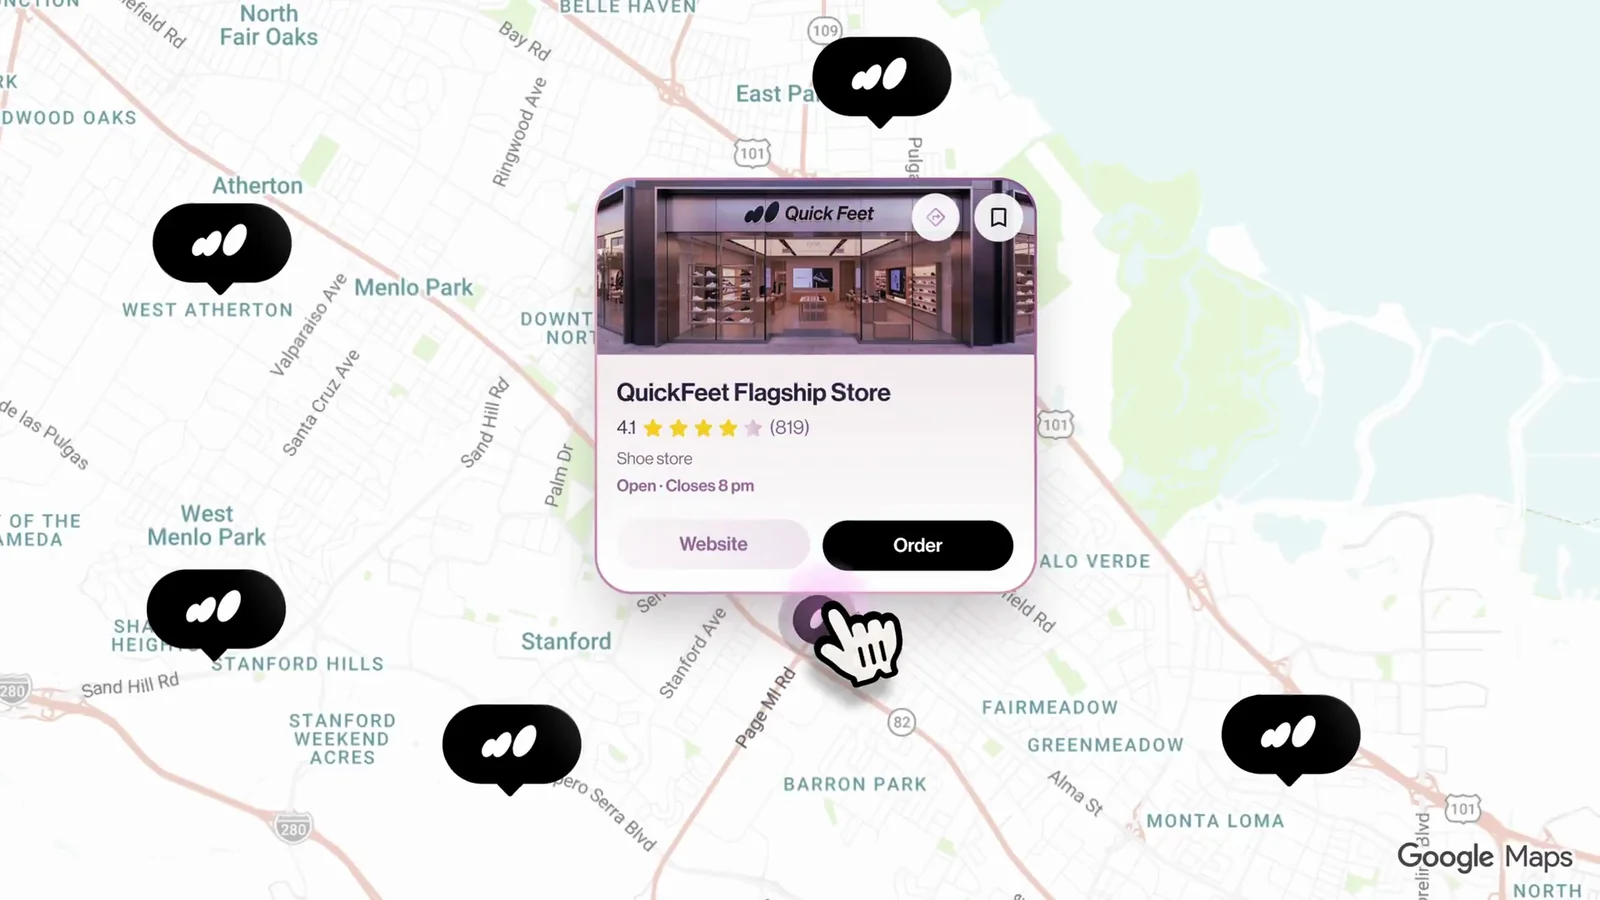 North
Fair Oaks
BELLE HAVEN
Bay Rd
109
East Pa
DWOOD OAKS
Ringwood Ave
101
Atherton
WEST ATHERTON
Valparaiso Ave
Menlo Park
Santa Cruz Ave
de las Pulgas
Sand Hill Rd
Palm Dr
Quick Feet
QuickFeet Flagship Store
4.1 (819)
Shoe store
Open · Closes 8 pm
Website
Order
101
ALO VERDE
West
Menlo Park
OF THE
STANFORD HILLS
Sand Hill Rd
280
Stanford
Stanford Ave
Page Ml Rd
STANFORD
WEEKEND
ACRES
280
82
FAIRMEADOW
GREENMEADOW
BARRON PARK
Alma St
MONTA LOMA
101
Google Maps
NORTH